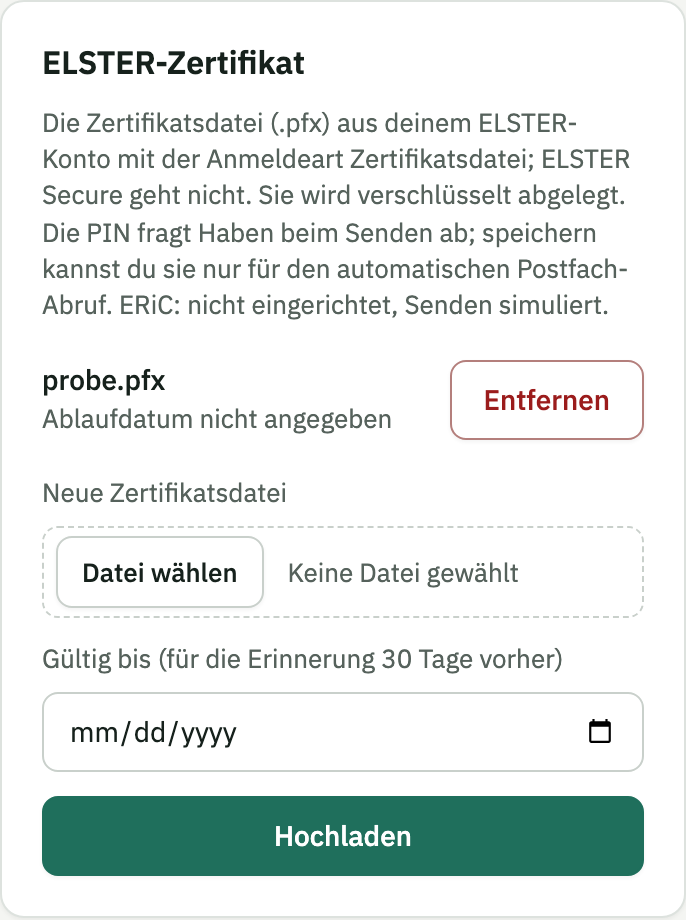 ELSTER-Zertifikat
Die Zertifikatsdatei (.pfx) aus deinem ELSTER-
Konto mit der Anmeldeart Zertifikatsdatei; ELSTER
Secure geht nicht. Sie wird verschlüsselt abgelegt.
Die PIN fragt Haben beim Senden ab; speichern
kannst du sie nur für den automatischen Postfach-
Abruf. ERiC: nicht eingerichtet, Senden simuliert.
probe.pfx
Ablaufdatum nicht angegeben
Entfernen
Neue Zertifikatsdatei
Datei wählen
Keine Datei gewählt
Gültig bis (für die Erinnerung 30 Tage vorher)
mm/dd/yyyy
Hochladen